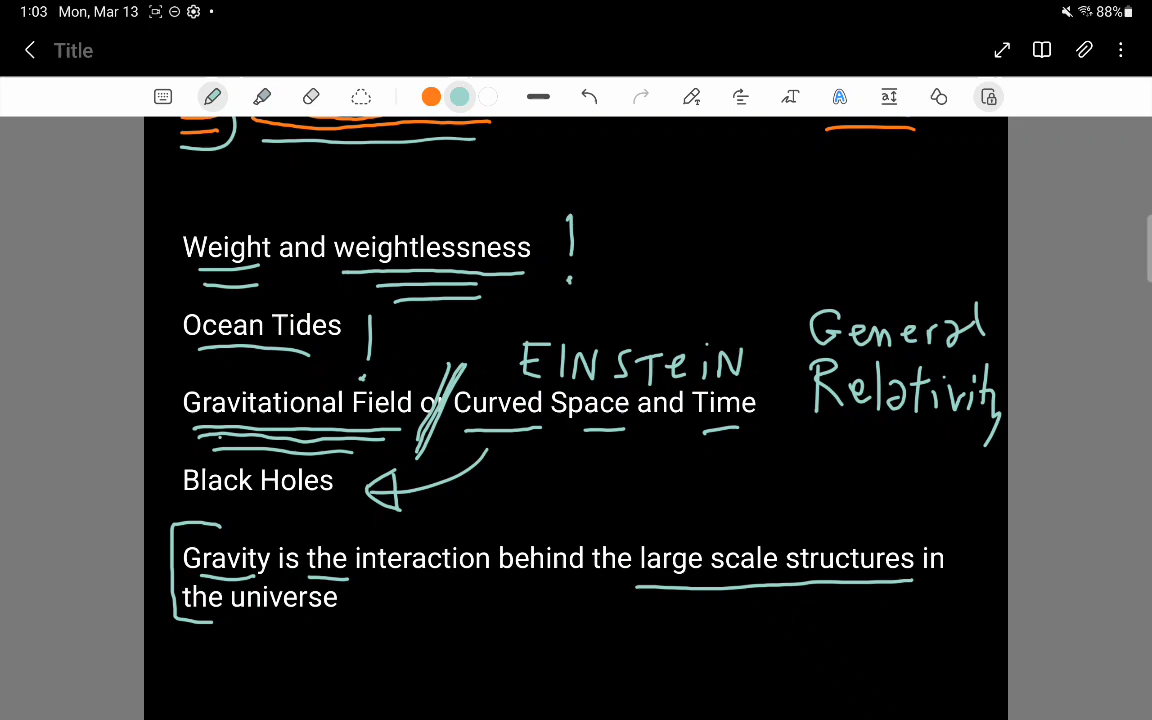 1:03 Mon, Mar 13
88%
Title
Weight and weightlessness !
Ocean Tides !
EINSTEIN
General
Relativity
Gravitational Field or Curved Space and Time
Black Holes
Gravity is the interaction behind the large scale structures in
the universe